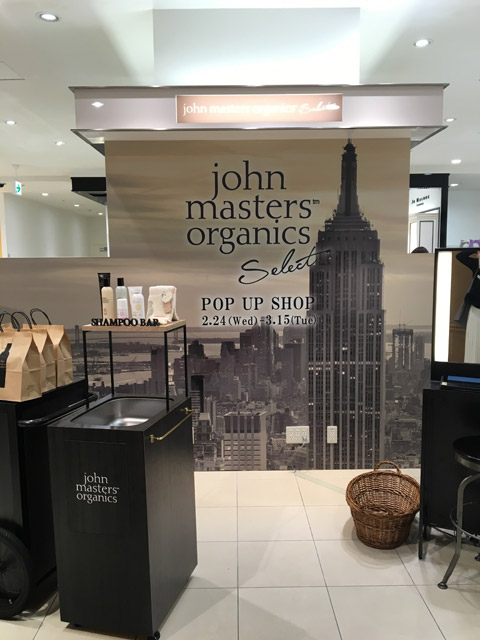 john masters organics Select
john
masters
organics
Select
POP UP SHOP
2.24(Wed)-3.15(Tue)
SHAMPOO BAR
john
masters
organics